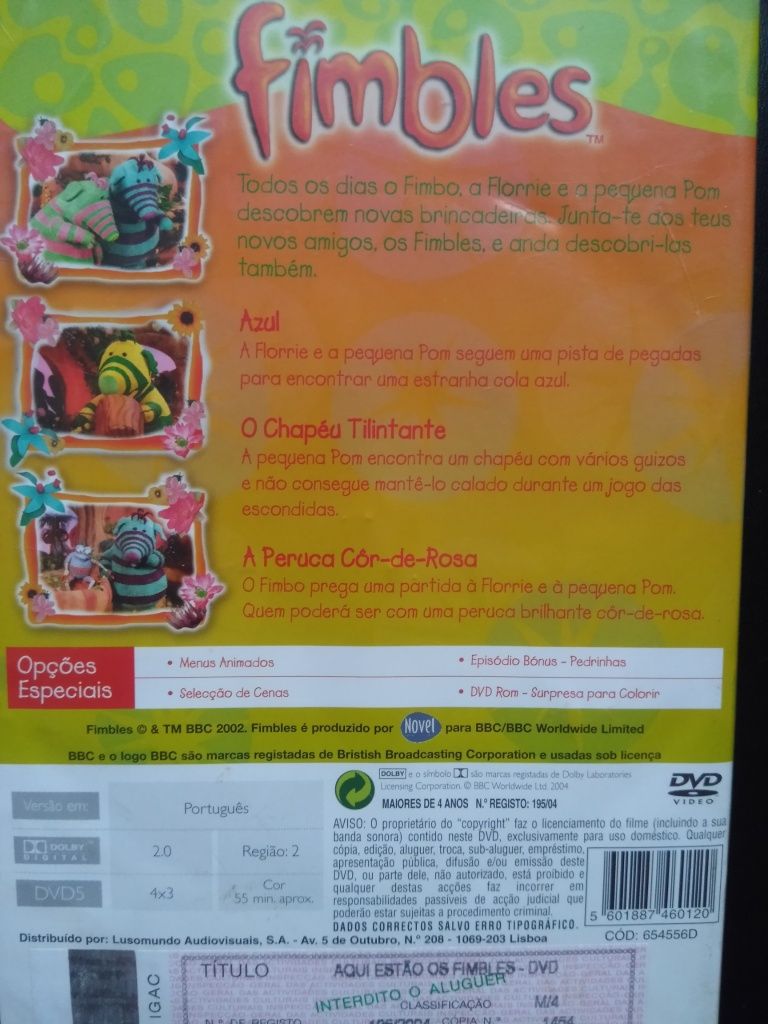 fimbles™
Todos os dias o Fimbo, a Florrie e a pequena Pom
descobrem novas brincadeiras. Junta-te aos teus
novos amigos, os Fimbles, e anda descobri-las
também.
Azul
A Florrie e a pequena Pom seguem uma pista de pegadas
para encontrar uma estranha cola azul.
O Chapéu Tilintante
A pequena Pom encontra um chapéu com vários guizos
e não consegue mantê-lo calado durante um jogo das
escondidas.
A Peruca Côr-de-Rosa
O Fimbo prega uma partida à Florrie e à pequena Pom.
Quem poderá ser com uma peruca brilhante côr-de-rosa.
Opções
Especiais
• Menus Animados
• Episódio Bónus - Pedrinhas
• Selecção de Cenas
• DVD Rom - Surpresa para Colorir
Fimbles © & TM BBC 2002. Fimbles é produzido por Novel para BBC/BBC Worldwide Limited
BBC e o logo BBC são marcas registadas de Bristish Broadcasting Corporation e usadas sob licença
Versão em:
Português
DOLBY
DIGITAL
2.0
Região: 2
DVD5
4x3
Cor
55 min. aprox.
DOLBY e o símbolo são marcas registadas de Dolby Laboratories
Licensing Corporation. © BBC Worldwide Ltd. 2004
MAIORES DE 4 ANOS N.º REGISTO: 195/04
DVD
VIDEO
AVISO: O proprietário do "copyright" faz o licenciamento do filme (incluindo a sua
banda sonora) contido neste DVD, exclusivamente para uso doméstico. Qualquer
cópia, edição, aluguer, troca, sub-aluguer, empréstimo,
apresentação pública, difusão e/ou emissão deste
DVD, ou parte dele, não autorizado, está proibido e
qualquer destas acções faz incorrer em
responsabilidades passíveis de acção judicial que
poderão estar sujeitas a procedimento criminal.
DADOS CORRECTOS SALVO ERRO TIPOGRÁFICO.
5 601887 460120
CÓD: 654556D
Distribuído por: Lusomundo Audiovisuais, S.A. - Av. 5 de Outubro, N.º 208 - 1069-203 Lisboa
IGAC
TÍTULO AQUI ESTÃO OS FIMBLES - DVD
INTERDITO O ALUGUER
CLASSIFICAÇÃO M/4
N.º DE REGISTO 195/2004 CÓPIA N.º 1454